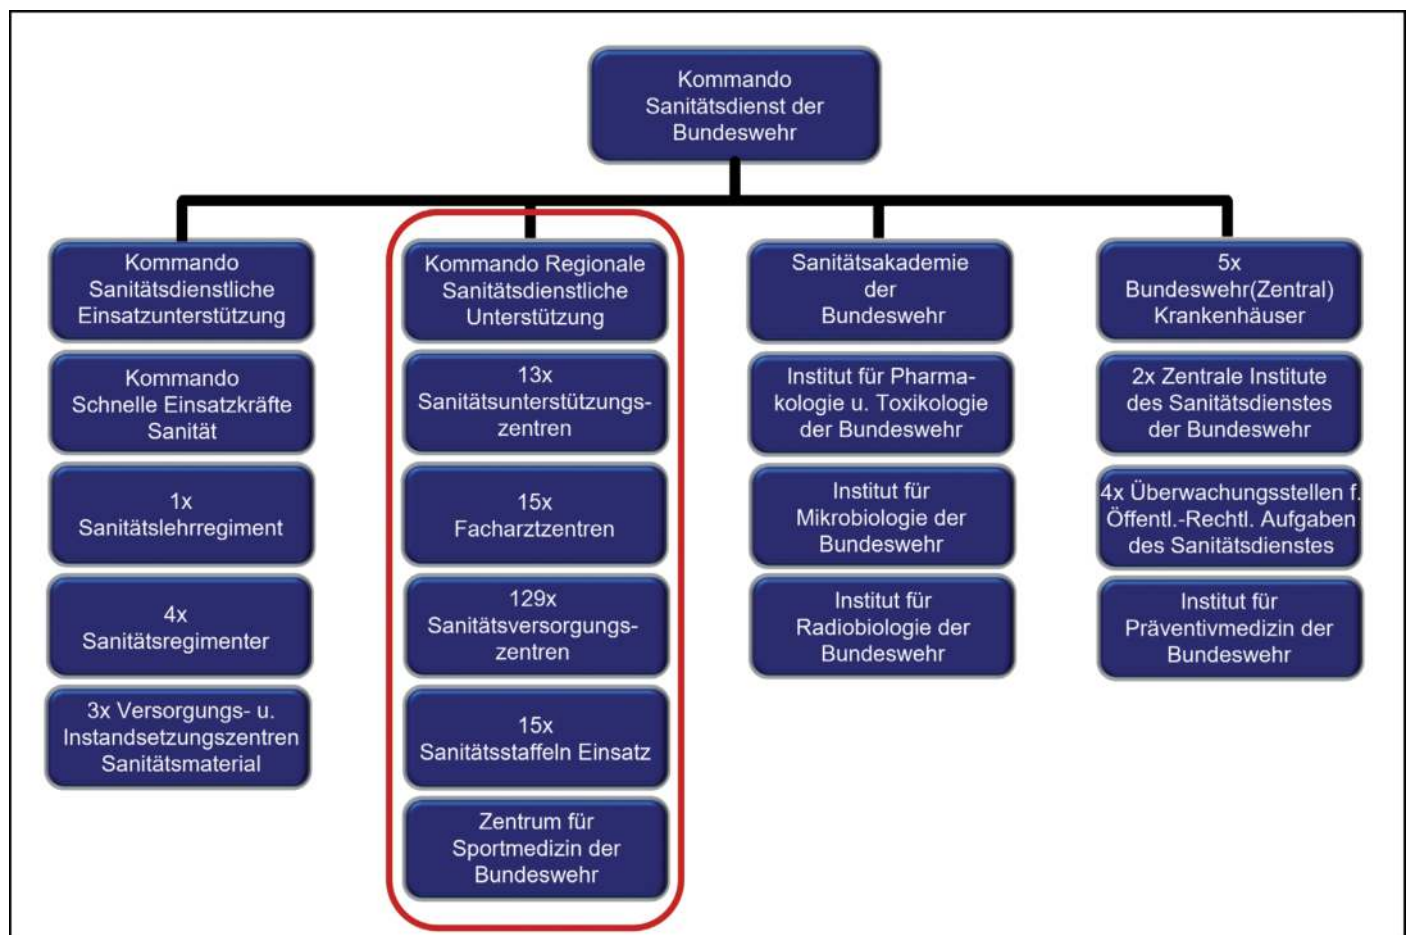 Kommando
Sanitätsdienst der
Bundeswehr
Kommando
Sanitätsdienstliche
Einsatzunterstützung
Kommando
Schnelle Einsatzkräfte
Sanität
1x
Sanitätslehrregiment
4x
Sanitätsregimenter
3x Versorgungs- u.
Instandsetzungszentren
Sanitätsmaterial
Kommando Regionale
Sanitätsdienstliche
Unterstützung
13x
Sanitätsunterstützungs-
zentren
15x
Facharztzentren
129x
Sanitätsversorgungs-
zentren
15x
Sanitätsstaffeln Einsatz
Zentrum für
Sportmedizin der
Bundeswehr
Sanitätsakademie
der
Bundeswehr
Institut für Pharma-
kologie u. Toxikologie
der Bundeswehr
Institut für
Mikrobiologie der
Bundeswehr
Institut für
Radiobiologie der
Bundeswehr
5x
Bundeswehr(Zentral)
Krankenhäuser
2x Zentrale Institute
des Sanitätsdienstes
der Bundeswehr
4x Überwachungsstellen f.
Öffentl.-Rechtl. Aufgaben
des Sanitätsdienstes
Institut für
Präventivmedizin der
Bundeswehr